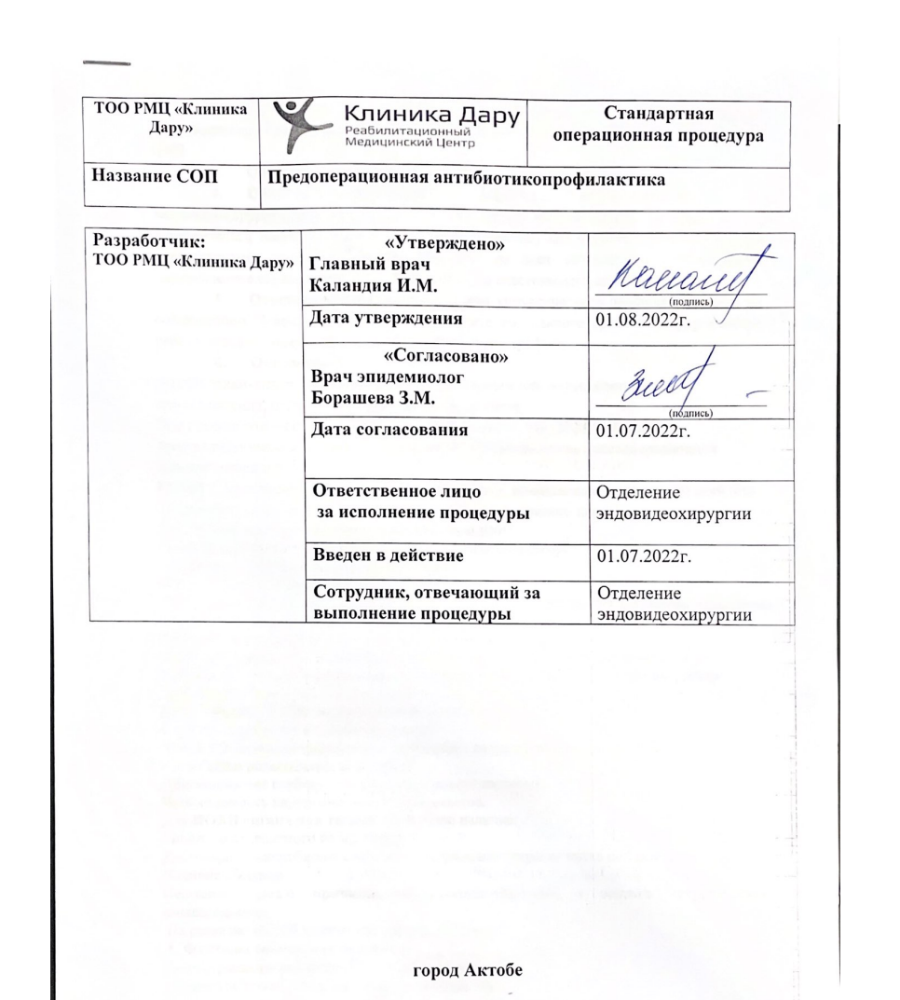 ТОО РМЦ «Клиника
Дару»
Клиника Дару
Реабилитационный
Медицинский Центр
Стандартная
операционная процедура
Название СОП
Предоперационная антибиотикопрофилактика
Разработчик:
ТОО РМЦ «Клиника Дару»
«Утверждено»
Главный врач
Каландия И.М.
(подпись)
Дата утверждения
01.08.2022г.
«Согласовано»
Врач эпидемиолог
Борашева З.М.
(подпись)
Дата согласования
01.07.2022г.
Ответственное лицо
за исполнение процедуры
Отделение
эндовидеохирургии
Введен в действие
01.07.2022г.
Сотрудник, отвечающий за
выполнение процедуры
Отделение
эндовидеохирургии
город Актобе